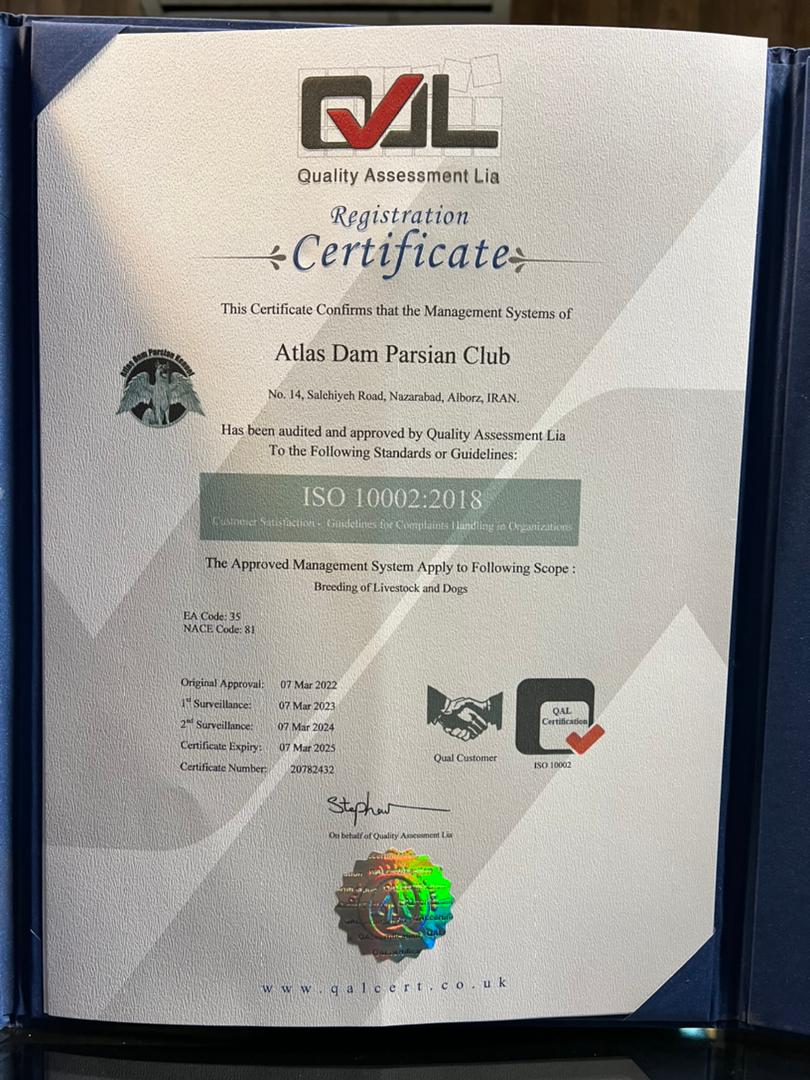 QAL
Quality Assessment Lia
Registration
Certificate
This Certificate Confirms that the Management Systems of
Atlas Dam Parsian Kennel
Atlas Dam Parsian Club
No. 14, Salehiyeh Road, Nazarabad, Alborz, IRAN.
Has been audited and approved by Quality Assessment Lia
To the Following Standards or Guidelines:
ISO 10002:2018
Customer Satisfaction - Guidelines for Complaints Handling in Organizations
The Approved Management System Apply to Following Scope :
Breeding of Livestock and Dogs
EA Code: 35
NACE Code: 81
Original Approval: 07 Mar 2022
1st Surveillance: 07 Mar 2023
2nd Surveillance: 07 Mar 2024
Certificate Expiry: 07 Mar 2025
Certificate Number: 20782432
Qual Customer
QAL
Certification
ISO 10002
Stephen
On behalf of Quality Assessment Lia
www.qalcert.co.uk